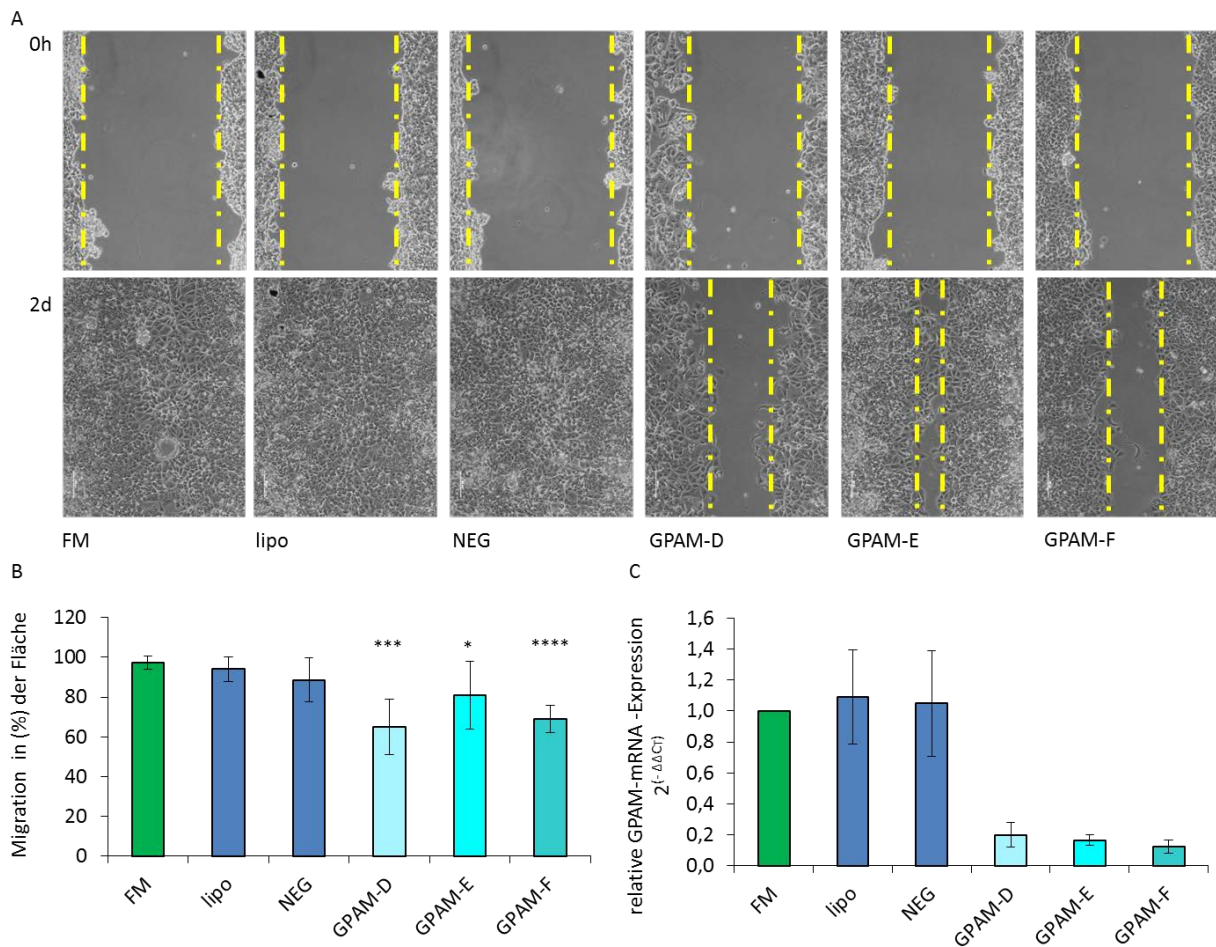 A
0h
2d
FM lipo NEG GPAM-D GPAM-E GPAM-F
B
Migration in (%) der Fläche
120
100
80
60
40
20
0
*** * ****
FM lipo NEG GPAM-D GPAM-E GPAM-F
C
relative GPAM-mRNA -Expression
2(- ΔΔCT)
1,6
1,4
1,2
1,0
0,8
0,6
0,4
0,2
0,0
FM lipo NEG GPAM-D GPAM-E GPAM-F